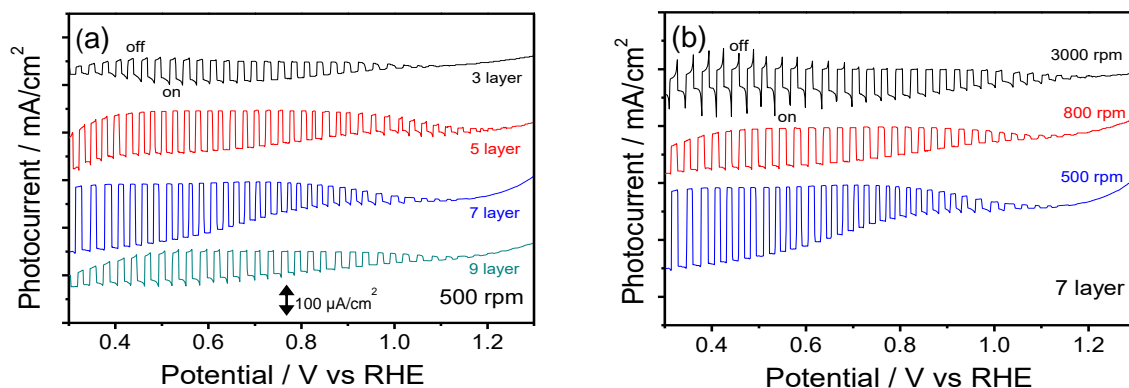 (a)
off
on
3 layer
5 layer
7 layer
9 layer
100 µA/cm²
500 rpm
Photocurrent / mA/cm²
0.4 0.6 0.8 1.0 1.2
Potential / V vs RHE
(b)
off
on
3000 rpm
800 rpm
500 rpm
7 layer
Photocurrent / mA/cm²
0.4 0.6 0.8 1.0 1.2
Potential / V vs RHE